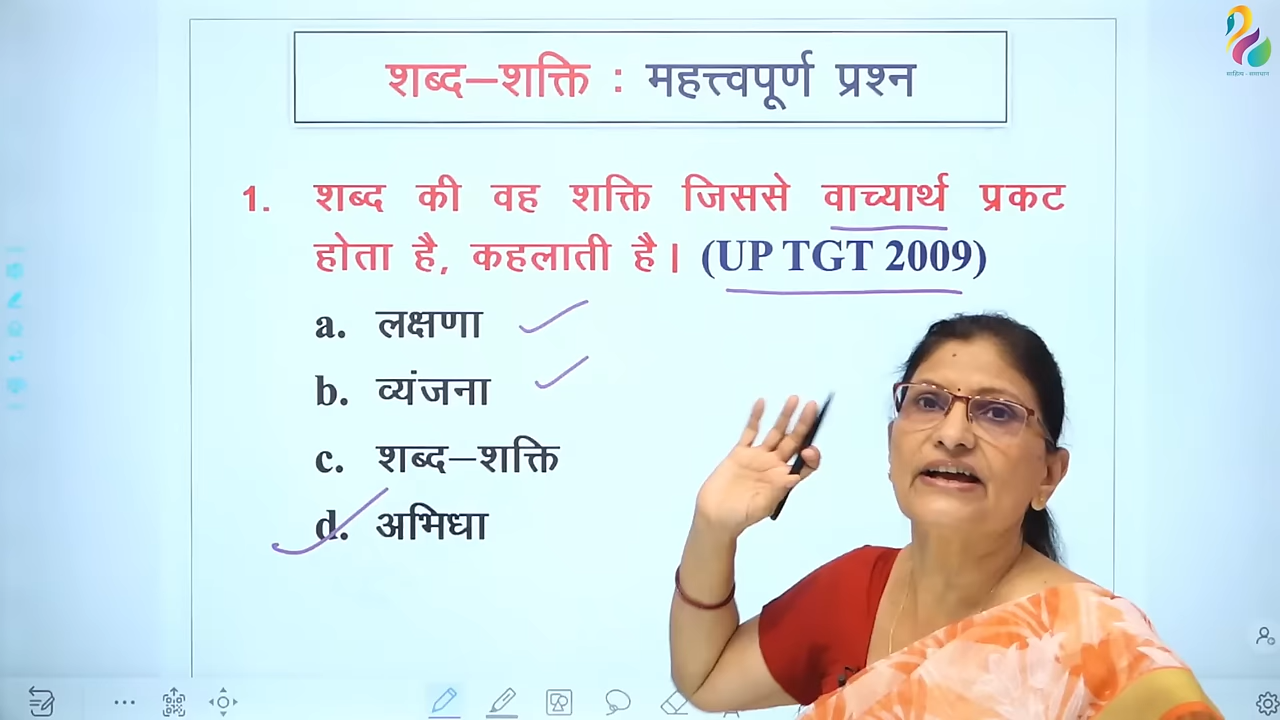 शब्द–शक्ति : महत्त्वपूर्ण प्रश्न
1. शब्द की वह शक्ति जिससे वाच्यार्थ प्रकट
होता है, कहलाती है। (UP TGT 2009)
a. लक्षणा
b. व्यंजना
c. शब्द–शक्ति
d. अभिधा
साहित्य - समाधान